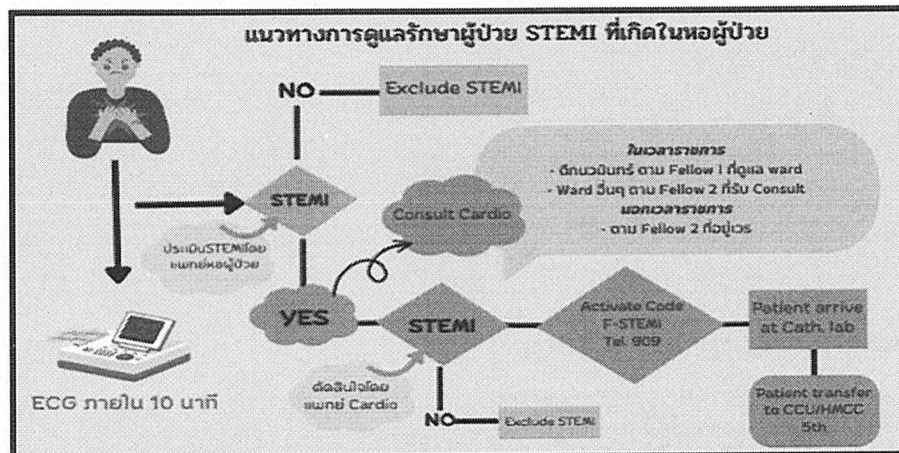 แนวทางการดูแลรักษาผู้ป่วย STEMI ที่เกิดในหอผู้ป่วย
NO
Exclude STEMI
ในเวลาราชการ
- ตึกนวมินทร์ ตาม Fellow 1 ที่ดูแล ward
- Ward อื่นๆ ตาม Fellow 2 ที่รับ Consult
นอกเวลาราชการ
- ตาม Fellow 2 ที่อยู่เวร
STEMI
Consult Cardio
ประเมินSTEMIโดย
แพทย์หอผู้ป่วย
YES
STEMI
Activate Code
F-STEMI
Tel. 909
Patient arrive
at Cath. lab
ตัดสินใจโดย
แพทย์ Cardio
ECG ภายใน 10 นาที
NO
Exclude STEMI
Patient transfer
to CCU/HMCC
5th